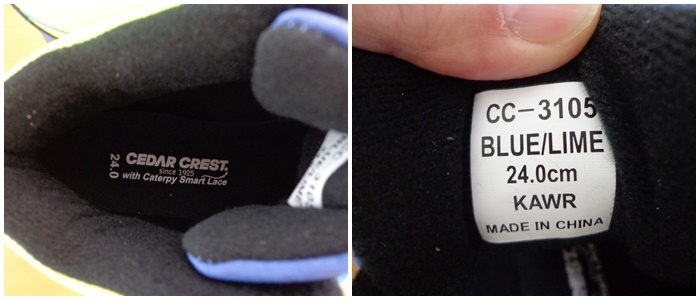 24.0
CEDAR CREST.
since 1925
with Caterpy Smart Lace
CC-3105
BLUE/LIME
24.0cm
KAWR
MADE IN CHINA